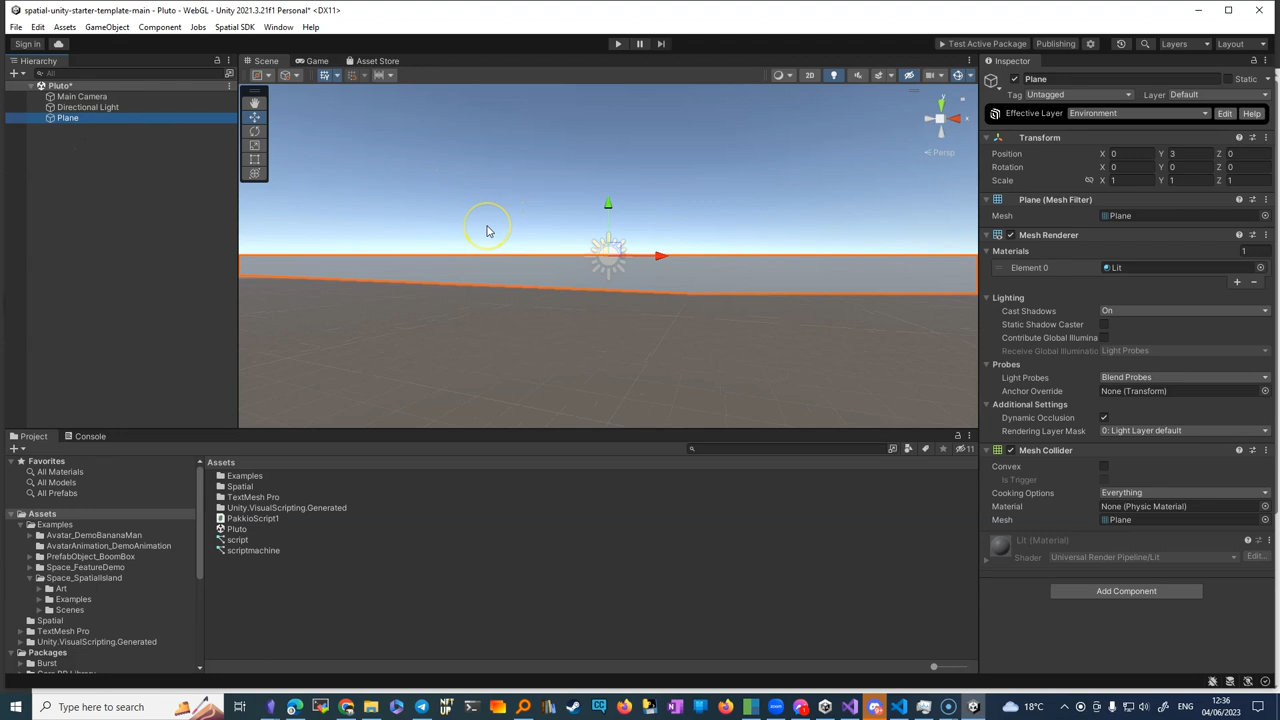 spatial-unity-starter-template-main - Pluto - WebGL - Unity 2021.3.21f1 Personal* <DX11>
File Edit Assets GameObject Component Jobs Spatial SDK Window Help
Sign in Test Active Package Publishing Layers Layout
Hierarchy Scene Game Asset Store Inspector
All 2D Plane Static
Pluto* Tag Untagged Layer Default
Main Camera
Directional Light Effective Layer Environment Edit Help
Plane
y
x
Persp
Transform
Position X 0 Y 3 Z 0
Rotation X 0 Y 0 Z 0
Scale X 1 Y 1 Z 1
Plane (Mesh Filter)
Mesh Plane
Mesh Renderer
Materials 1
Element 0 Lit
Lighting
Cast Shadows On
Static Shadow Caster
Contribute Global Illumina
Receive Global Illuminatic Light Probes
Probes
Light Probes Blend Probes
Anchor Override None (Transform)
Additional Settings
Dynamic Occlusion
Rendering Layer Mask 0: Light Layer default
Mesh Collider
Convex
Is Trigger
Cooking Options Everything
Material None (Physic Material)
Mesh Plane
Lit (Material)
Shader Universal Render Pipeline/Lit Edit...
Add Component
Project Console
11
Favorites
All Materials
All Models
All Prefabs
Assets
Examples
Avatar_DemoBananaMan
AvatarAnimation_DemoAnimation
PrefabObject_BoomBox
Space_FeatureDemo
Space_SpatialIsland
Art
Examples
Scenes
Spatial
TextMesh Pro
Unity.VisualScripting.Generated
Packages
Burst
Assets
Examples
Spatial
TextMesh Pro
Unity.VisualScripting.Generated
PakkioScript1
Pluto
script
scriptmachine
Type here to search
18°C
12:36
04/06/2023